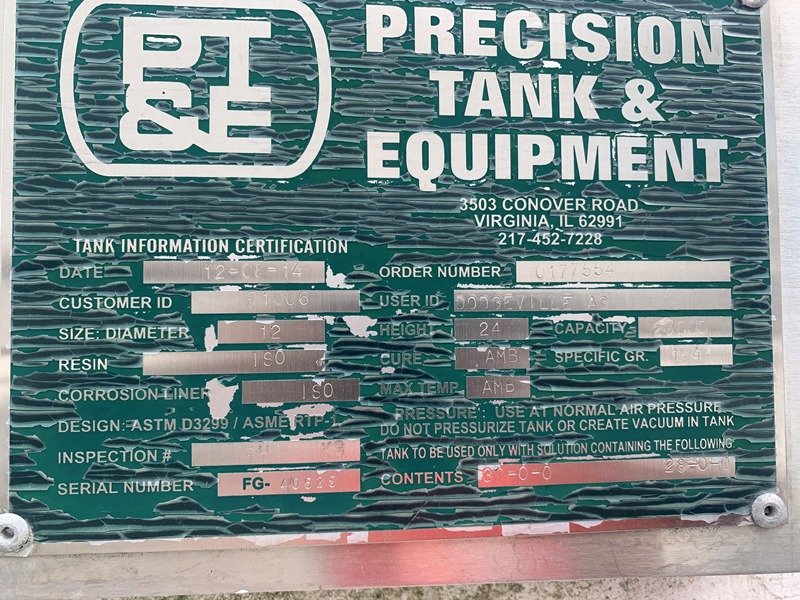 PT
&E
PRECISION
TANK &
EQUIPMENT
3503 CONOVER ROAD
VIRGINIA, IL 62991
217-452-7228
TANK INFORMATION CERTIFICATION
DATE 12-08-14
ORDER NUMBER 0177554
CUSTOMER ID
USER ID DODGEVILLE AG
SIZE: DIAMETER 12
HEIGHT 24
CAPACITY
RESIN ISO
CURE AMB
SPECIFIC GR.
CORROSION LINER ISO
MAX TEMP AMB
DESIGN: ASTM D3299 / ASME RTP-1
PRESSURE: USE AT NORMAL AIR PRESSURE
DO NOT PRESSURIZE TANK OR CREATE VACUUM IN TANK
INSPECTION #
TANK TO BE USED ONLY WITH SOLUTION CONTAINING THE FOLLOWING
SERIAL NUMBER FG- 40623
CONTENTS 28-0-0